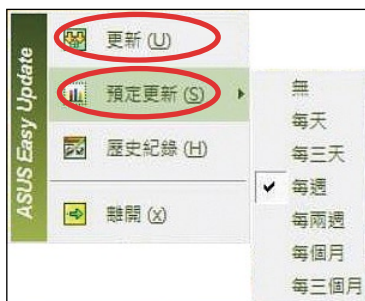 ASUS Easy Update
更新 (U)
預定更新 (S)
歷史紀錄 (H)
離開 (x)
無
每天
每三天
每週
每兩週
每個月
每三個月